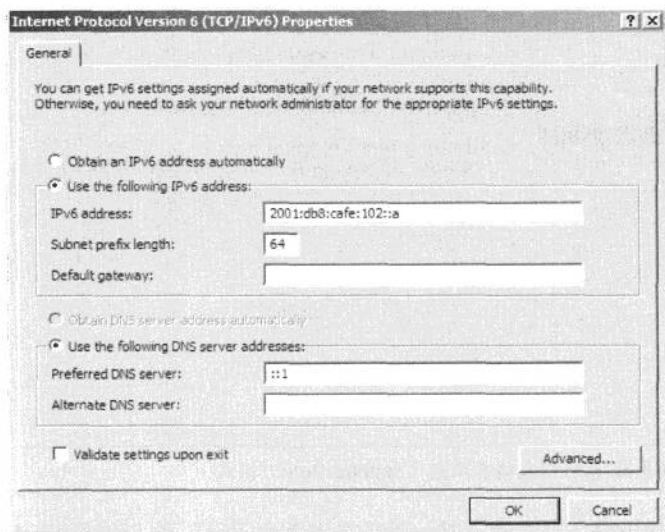 Internet Protocol Version 6 (TCP/IPv6) Properties
General
You can get IPv6 settings assigned automatically if your network supports this capability.
Otherwise, you need to ask your network administrator for the appropriate IPv6 settings.
Obtain an IPv6 address automatically
Use the following IPv6 address:
IPv6 address: 2001:db8:cafe:102::a
Subnet prefix length: 64
Default gateway:
Obtain DNS server address automatically
Use the following DNS server addresses:
Preferred DNS server: ::1
Alternate DNS server:
Validate settings upon exit
Advanced...
OK Cancel